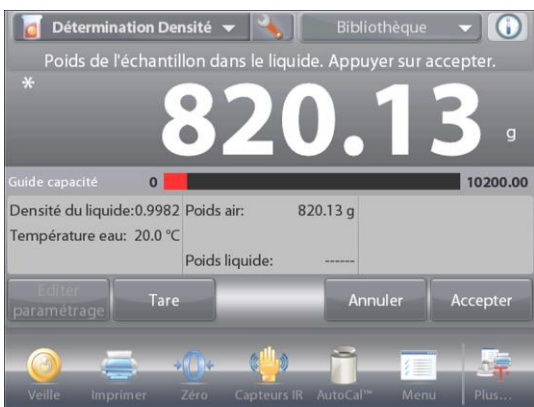 Détermination Densité Bibliothèque
Poids de l'échantillon dans le liquide. Appuyer sur accepter.
*
820.13 g
Guide capacité 0 10200.00
Densité du liquide:0.9982 Poids air: 820.13 g
Température eau: 20.0 °C
Poids liquide: ------
Editer paramétrage Tare Annuler Accepter
Veille Imprimer Zéro Capteurs IR AutoCal™ Menu Plus...